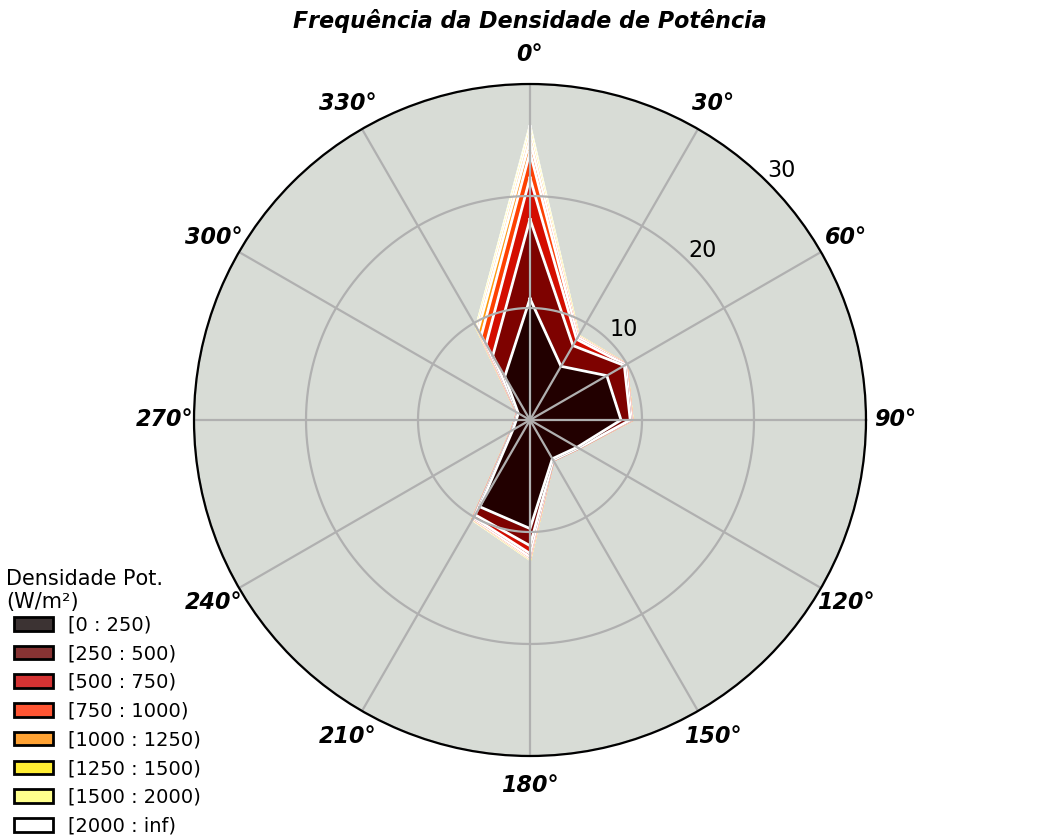 Frequência da Densidade de Potência
0°
330°
30°
30
300°
60°
20
10
270°
90°
240°
120°
210°
150°
180°
Densidade Pot.
(W/m²)
[0 : 250)
[250 : 500)
[500 : 750)
[750 : 1000)
[1000 : 1250)
[1250 : 1500)
[1500 : 2000)
[2000 : inf)